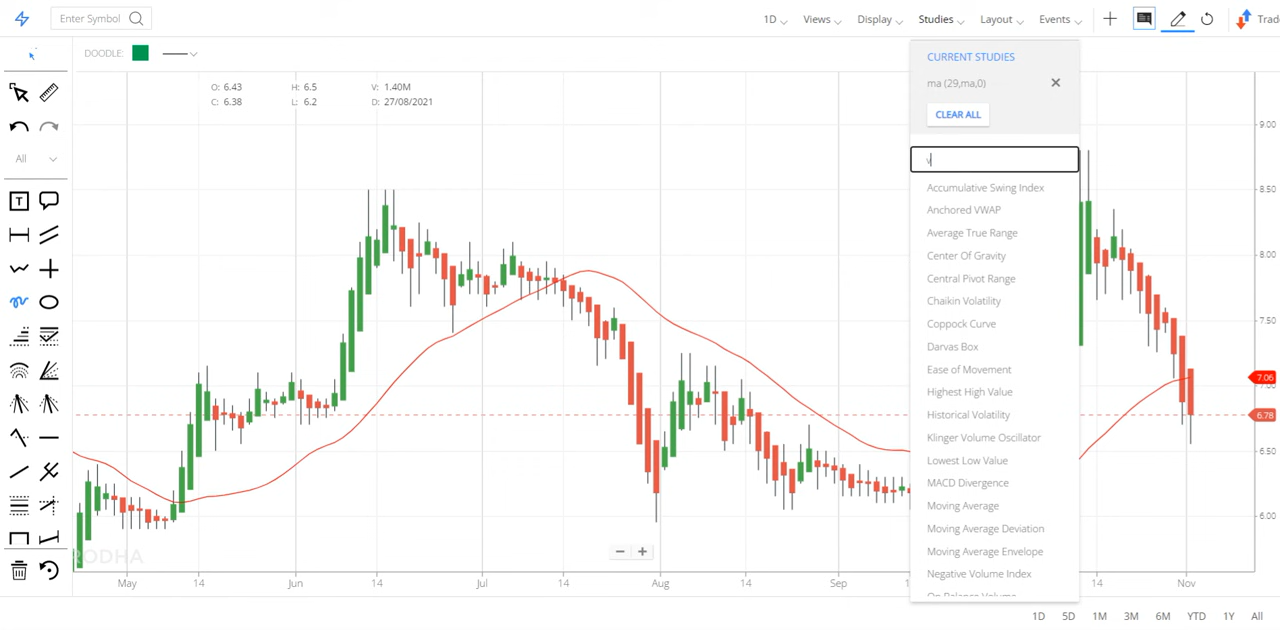 Enter Symbol
1D
Views
Display
Studies
Layout
Events
Trad
DOODLE:
O: 6.43 H: 6.5 V: 1.40M
C: 6.38 L: 6.2 D: 27/08/2021
All
T
CURRENT STUDIES
ma (29,ma,0)
CLEAR ALL
v
Accumulative Swing Index
Anchored VWAP
Average True Range
Center Of Gravity
Central Pivot Range
Chaikin Volatility
Coppock Curve
Darvas Box
Ease of Movement
Highest High Value
Historical Volatility
Klinger Volume Oscillator
Lowest Low Value
MACD Divergence
Moving Average
Moving Average Deviation
Moving Average Envelope
Negative Volume Index
On Balance Volume
9.00
8.50
8.00
7.50
7.06
7.00
6.78
6.50
6.00
RODHA
May 14 Jun 14 Jul 14 Aug 14 Sep 14 Nov
1D 5D 1M 3M 6M YTD 1Y All